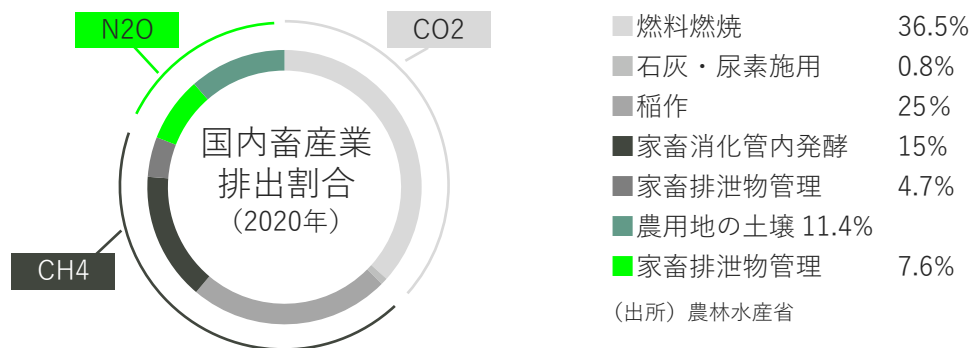 N2O
CO2
国内畜産業
排出割合
（2020年）
CH4
燃料燃焼 36.5%
石灰・尿素施用 0.8%
稲作 25%
家畜消化管内発酵 15%
家畜排泄物管理 4.7%
農用地の土壌 11.4%
家畜排泄物管理 7.6%
（出所）農林水産省